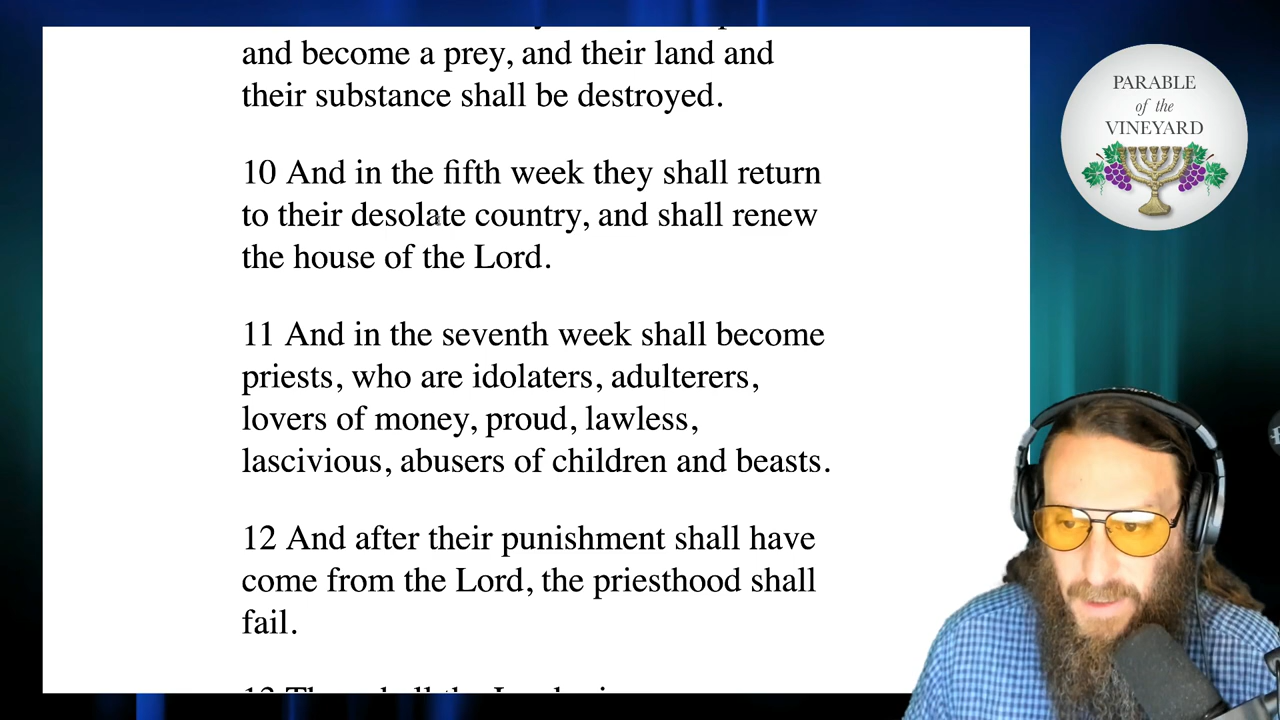 and become a prey, and their land and
their substance shall be destroyed.
10 And in the fifth week they shall return
to their desolate country, and shall renew
the house of the Lord.
11 And in the seventh week shall become
priests, who are idolaters, adulterers,
lovers of money, proud, lawless,
lascivious, abusers of children and beasts.
12 And after their punishment shall have
come from the Lord, the priesthood shall
fail.
PARABLE
of the
VINEYARD